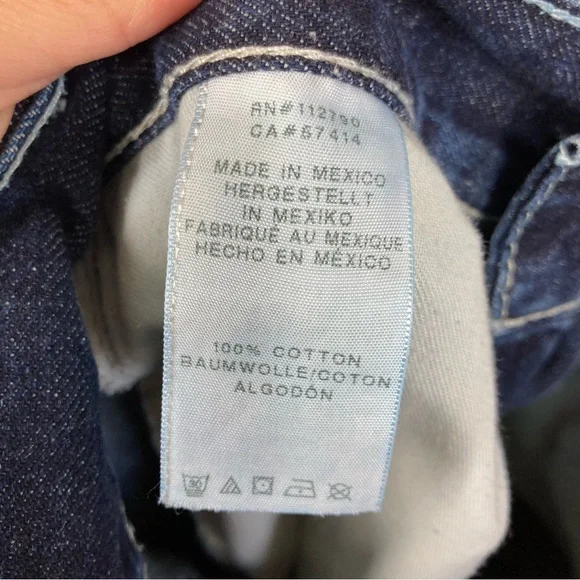 RN#112790
CA#57414
MADE IN MEXICO
HERGESTELLT
IN MEXIKO
FABRIQUÉ AU MEXIQUE
HECHO EN MÉXICO
100% COTTON
BAUMWOLLE/COTON
ALGODÓN